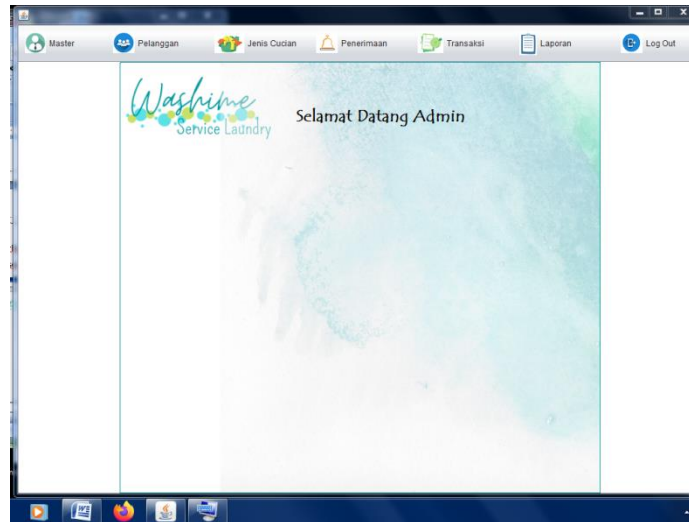 Master Pelanggan Jenis Cucian Penerimaan Transaksi Laporan Log Out
Washime
Service Laundry
Selamat Datang Admin